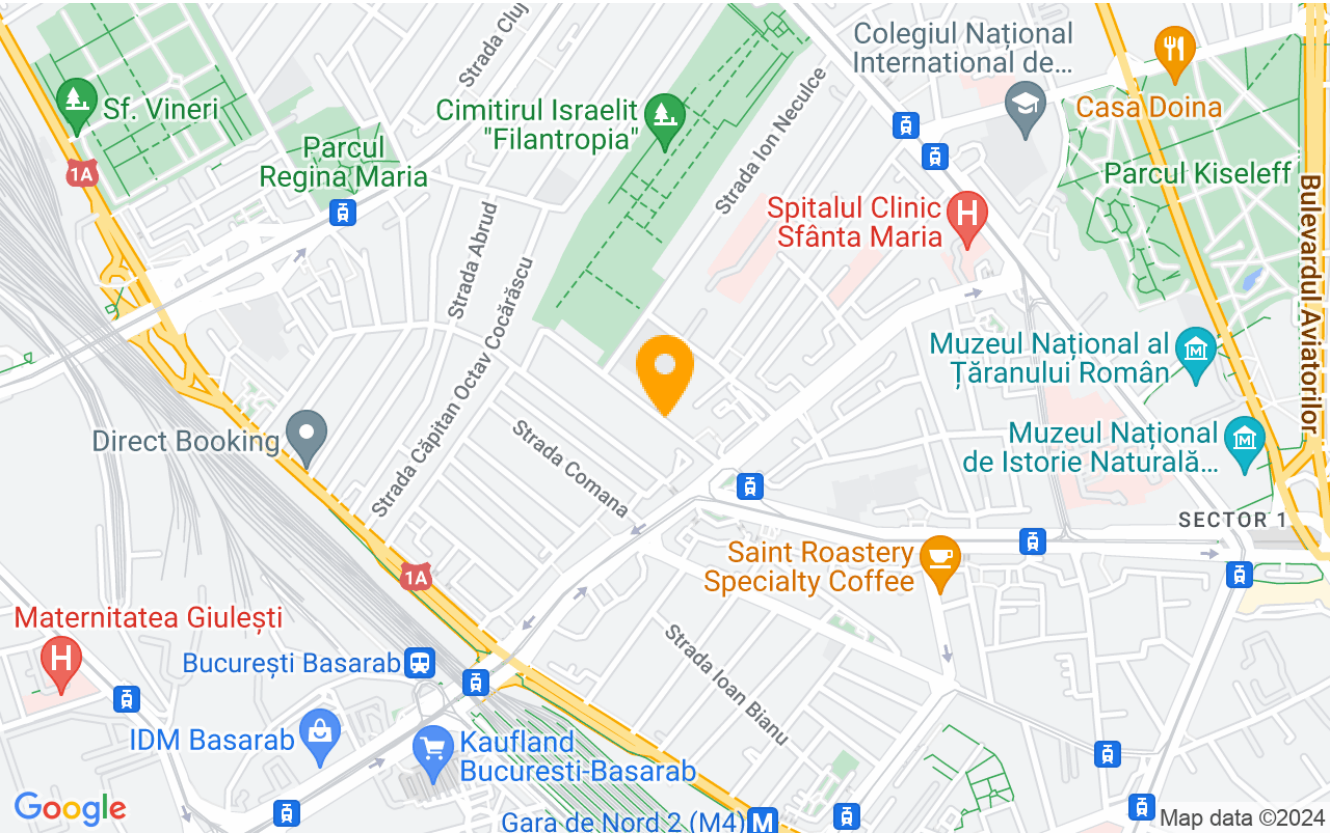 Strada Cluj
Colegiul Național
International de...
Casa Doina
Sf. Vineri
Cimitirul Israelit
"Filantropia"
Strada Ion Neculce
Parcul
Regina Maria
1A
Parcul Kiseleff
Bulevardul Aviatorilor
Spitalul Clinic
Sfânta Maria
H
Strada Abrud
Strada Căpitan Octav Cocărăscu
Muzeul Național al
Țăranului Român
M
Direct Booking
Strada Comana
Muzeul Național
de Istorie Naturală...
M
SECTOR 1
Saint Roastery
Specialty Coffee
1A
Maternitatea Giulești
H
București Basarab
Strada Ioan Bianu
IDM Basarab
Kaufland
Bucuresti-Basarab
Google
Gara de Nord 2 (M4)
M
Map data ©2024